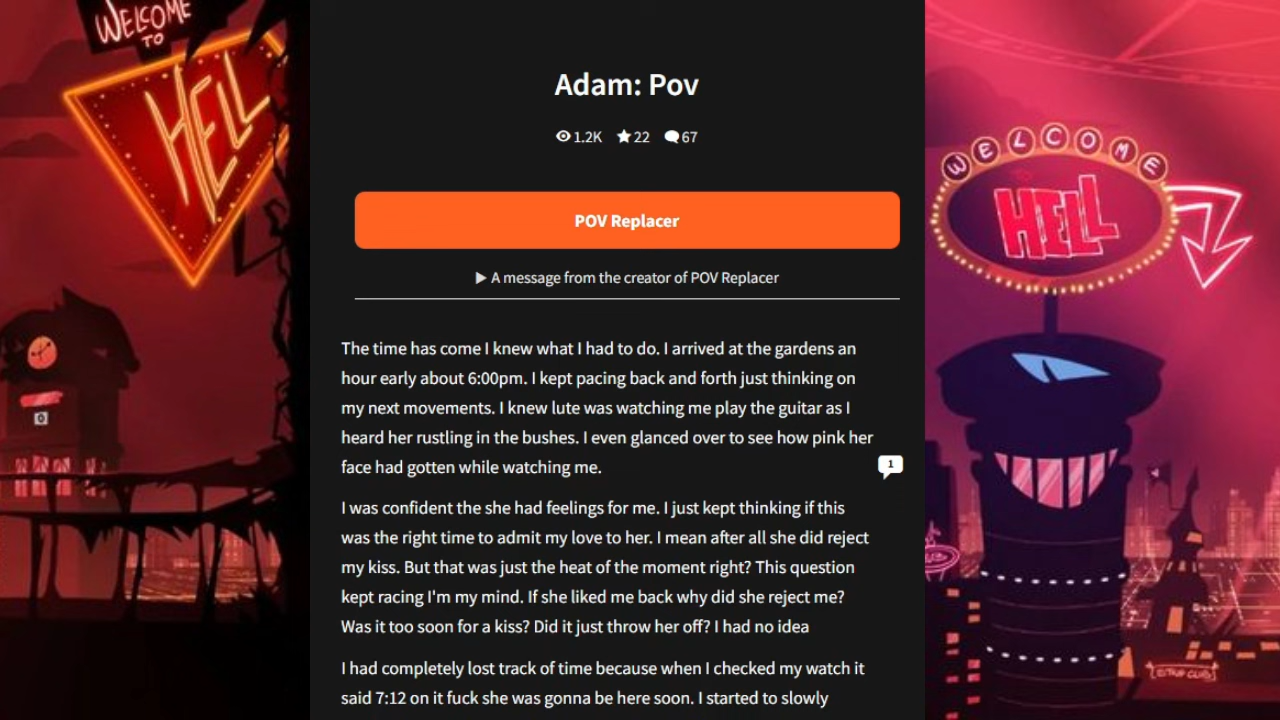 WELCOME
TO
HELL
Adam: Pov
1.2K 22 67
POV Replacer
▶ A message from the creator of POV Replacer
The time has come I knew what I had to do. I arrived at the gardens an
hour early about 6:00pm. I kept pacing back and forth just thinking on
my next movements. I knew lute was watching me play the guitar as I
heard her rustling in the bushes. I even glanced over to see how pink her
face had gotten while watching me.
1
I was confident the she had feelings for me. I just kept thinking if this
was the right time to admit my love to her. I mean after all she did reject
my kiss. But that was just the heat of the moment right? This question
kept racing I'm my mind. If she liked me back why did she reject me?
Was it too soon for a kiss? Did it just throw her off? I had no idea
I had completely lost track of time because when I checked my watch it
said 7:12 on it fuck she was gonna be here soon. I started to slowly
WELCOME
HELL